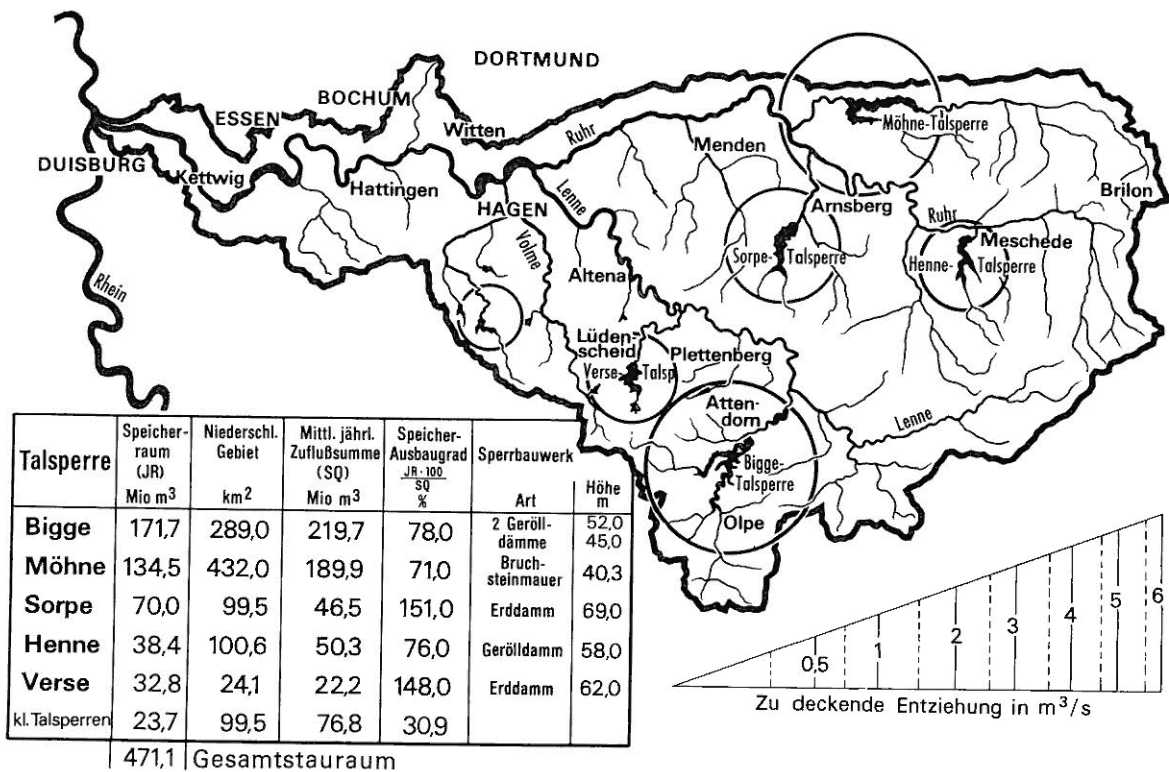 DORTMUND
BOCHUM
ESSEN
Witten
Ruhr
Möhne-Talsperre
DUISBURG
Kettwig
Hattingen
Menden
Lenne
HAGEN
Arnsberg
Brilon
Ruhr
Volme
Sorpe-Talsperre
Meschede
Henne-Talsperre
Rhein
Altena
Lüden-
scheid
Plettenberg
Verse-Talsp.
Atten-
dorn
Lenne
Bigge-
Talsperre
Olpe
Talsperre
Speicher-
raum
(JR)
Mio m³
Niederschl.
Gebiet
km²
Mittl. jährl.
Zuflußsumme
(SQ)
Mio m³
Speicher-
Ausbaugrad
JR·100
SQ
%
Sperrbauwerk
Art
Höhe
m
Bigge 171,7 289,0 219,7 78,0 2 Geröll-
dämme 52,0
45,0
Möhne 134,5 432,0 189,9 71,0 Bruch-
steinmauer 40,3
Sorpe 70,0 99,5 46,5 151,0 Erddamm 69,0
Henne 38,4 100,6 50,3 76,0 Gerölldamm 58,0
Verse 32,8 24,1 22,2 148,0 Erddamm 62,0
kl. Talsperren 23,7 99,5 76,8 30,9
471,1 Gesamtstauraum
0,5 1 2 3 4 5 6
Zu deckende Entziehung in m³/s